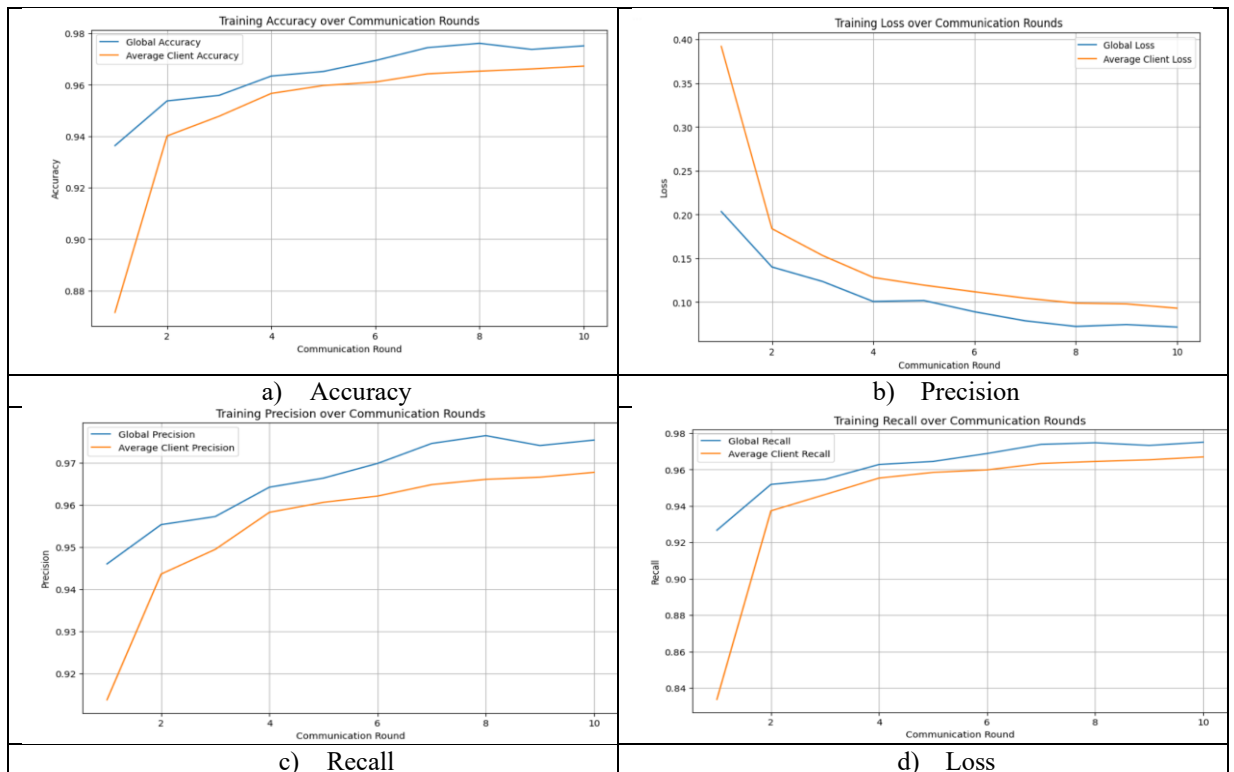 Training Accuracy over Communication Rounds
Global Accuracy
Average Client Accuracy
0.98
0.96
0.94
0.92
0.90
0.88
Accuracy
2 4 6 8 10
Communication Round
a) Accuracy
Training Loss over Communication Rounds
Global Loss
Average Client Loss
0.40
0.35
0.30
0.25
0.20
0.15
0.10
Loss
2 4 6 8 10
Communication Round
b) Precision
Training Precision over Communication Rounds
Global Precision
Average Client Precision
0.97
0.96
0.95
0.94
0.93
0.92
Precision
2 4 6 8 10
Communication Round
c) Recall
Training Recall over Communication Rounds
Global Recall
Average Client Recall
0.98
0.96
0.94
0.92
0.90
0.88
0.86
0.84
Recall
2 4 6 8 10
Communication Round
d) Loss